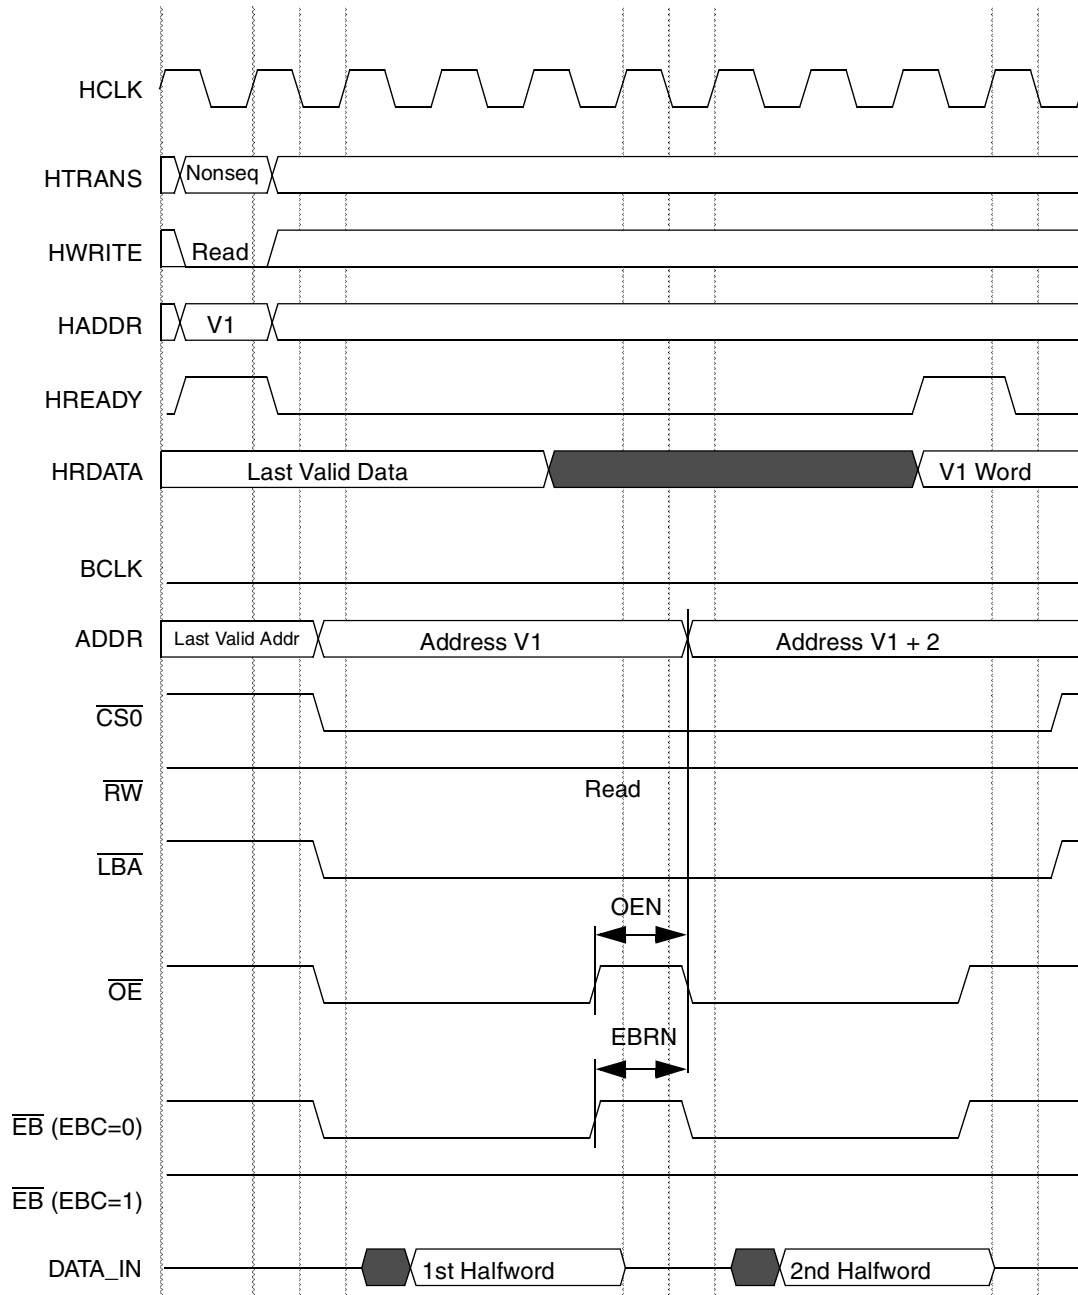 HCLK
HTRANS Nonseq
HWRITE Read
HADDR V1
HREADY
HRDATA Last Valid Data V1 Word
BCLK
ADDR Last Valid Addr Address V1 Address V1 + 2
CS0
RW Read
LBA
OEN
OE
EBRN
EB (EBC=0)
EB (EBC=1)
DATA_IN 1st Halfword 2nd Halfword